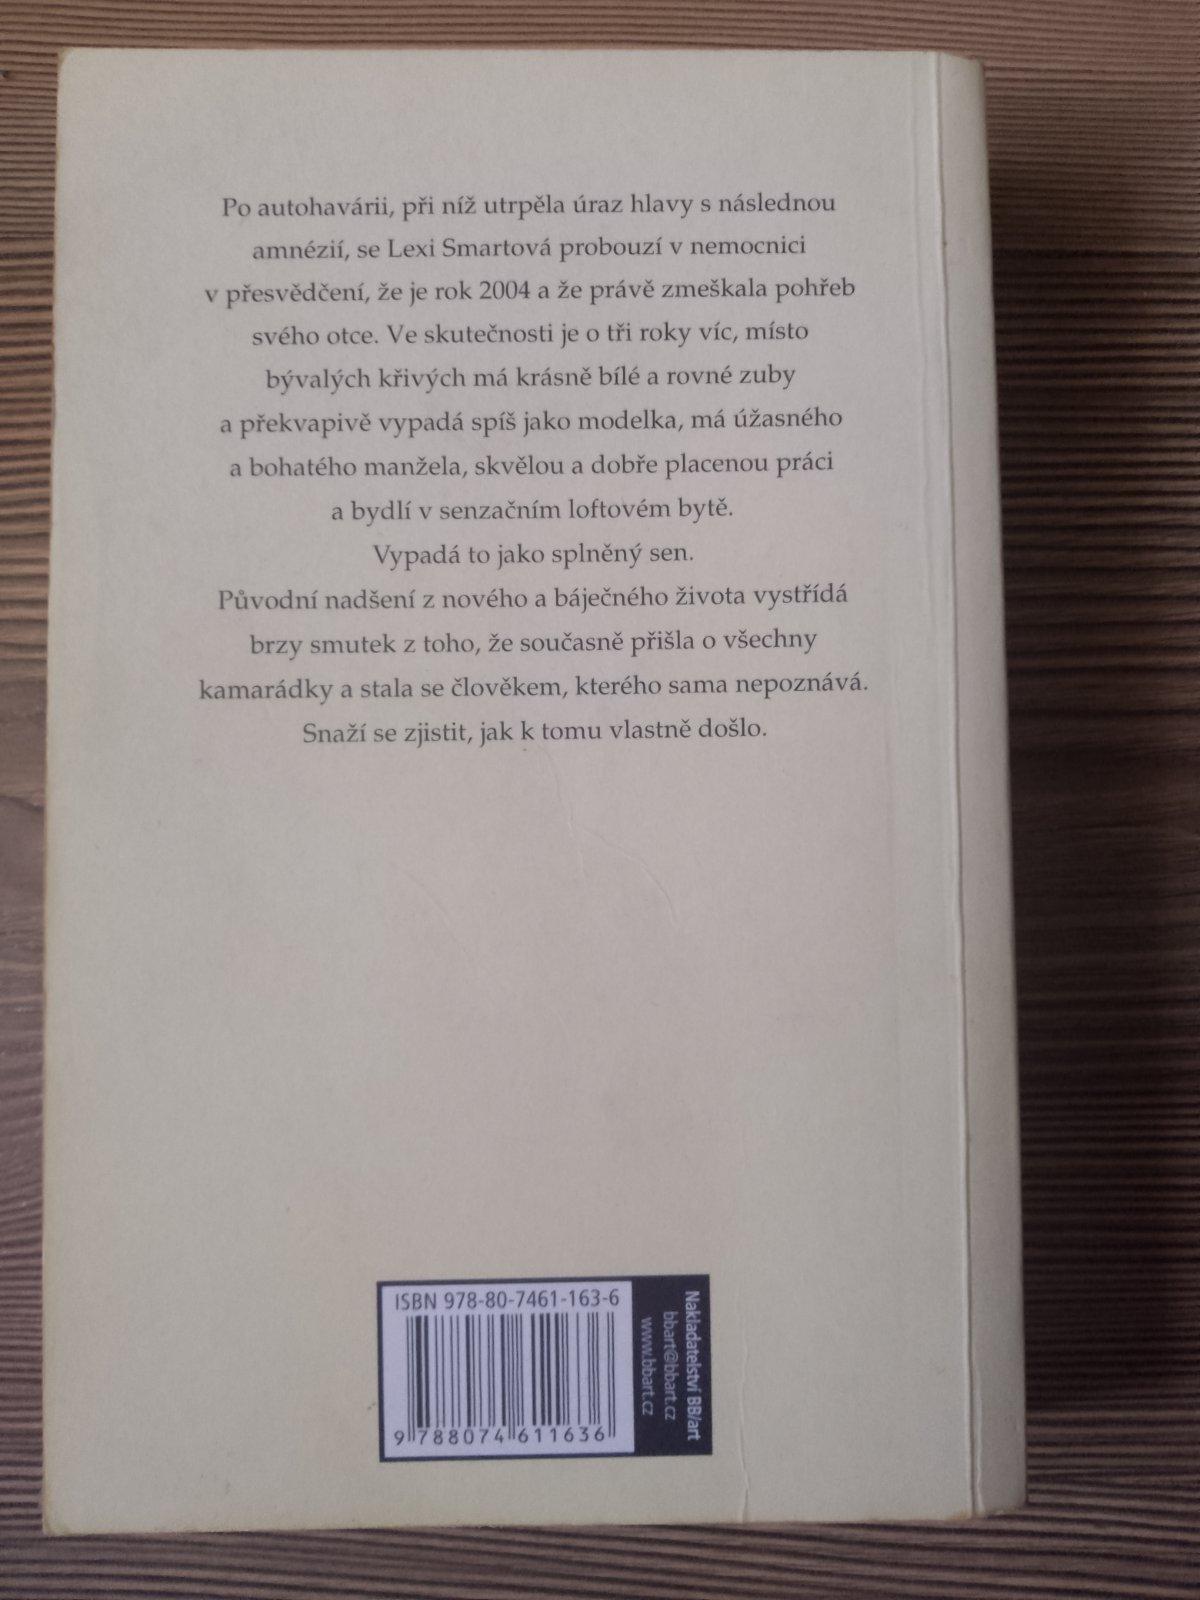 Po autohavárii, při níž utrpěla úraz hlavy s následnou
amnézií, se Lexi Smartová probouzí v nemocnici
v přesvědčení, že je rok 2004 a že právě zmeškala pohřeb
svého otce. Ve skutečnosti je o tři roky víc, místo
bývalých křivých má krásně bílé a rovné zuby
a překvapivě vypadá spíš jako modelka, má úžasného
a bohatého manžela, skvělou a dobře placenou práci
a bydlí v senzačním loftovém bytě.
Vypadá to jako splněný sen.
Původní nadšení z nového a báječného života vystřídá
brzy smutek z toho, že současně přišla o všechny
kamarádky a stala se člověkem, kterého sama nepoznává.
Snaží se zjistit, jak k tomu vlastně došlo.
ISBN 978-80-7461-163-6
9 788074 611636
Nakladatelství BB/art
bbart@bbart.cz
www.bbart.cz